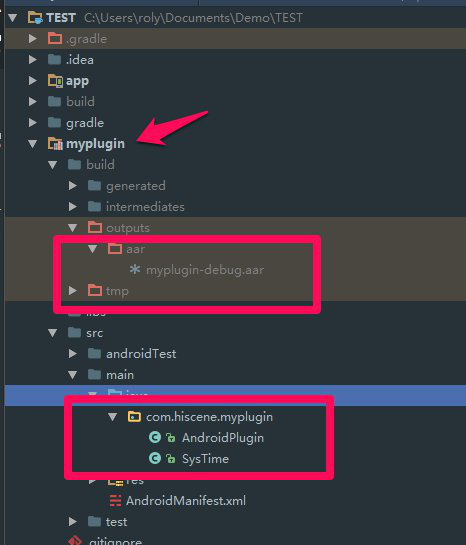 TEST C:\Users\roly\Documents\Demo\TEST
.gradle
.idea
app
build
gradle
myplugin
build
generated
intermediates
outputs
aar
myplugin-debug.aar
tmp
libs
src
androidTest
main
java
com.hiscene.myplugin
AndroidPlugin
SysTime
res
AndroidManifest.xml
test
.gitignore